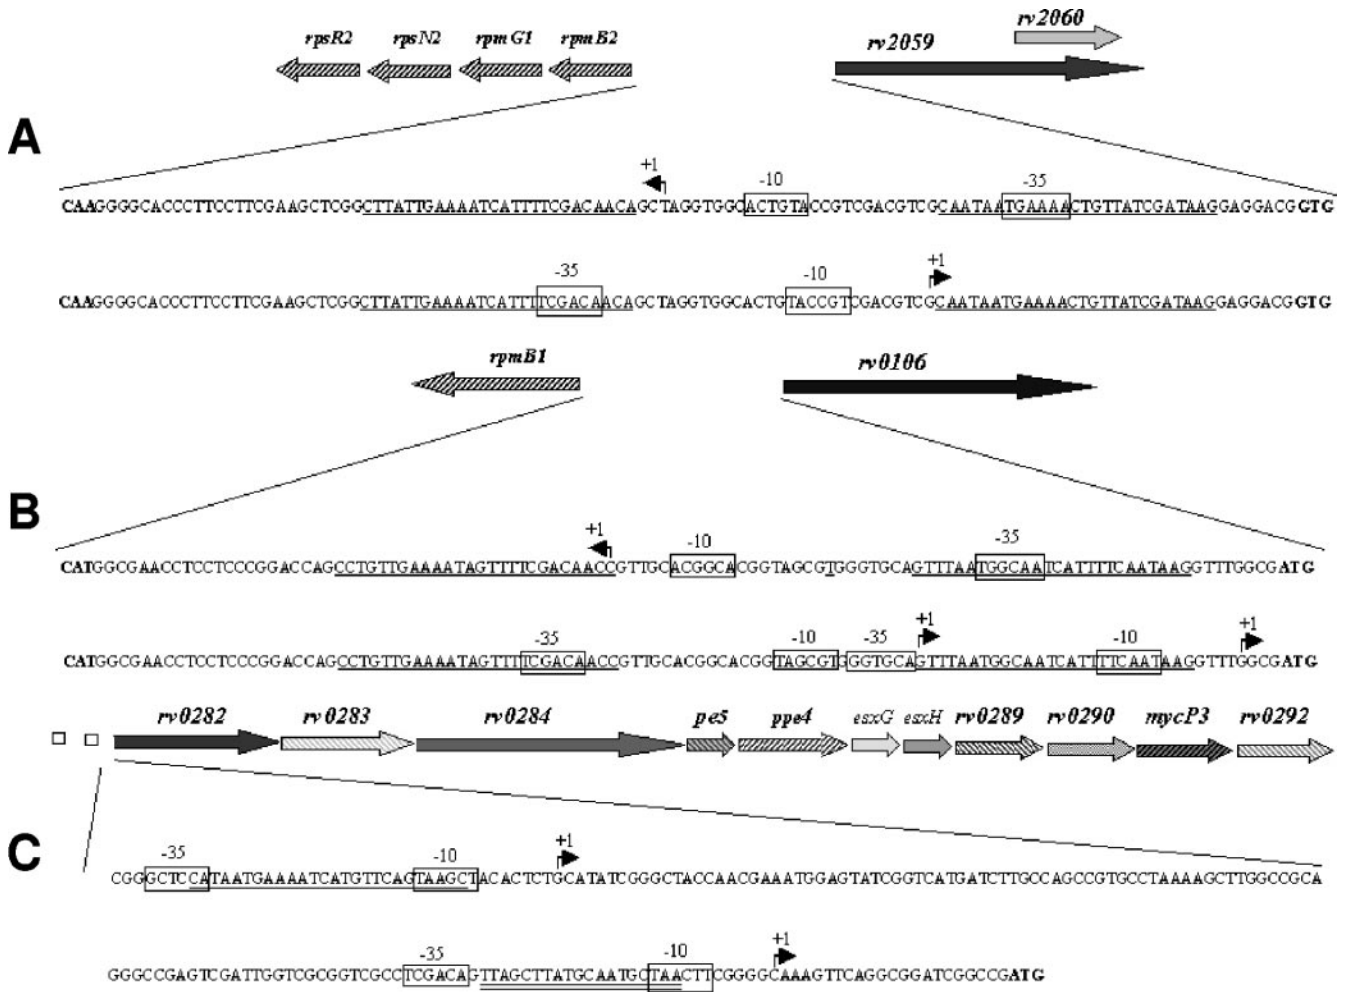 rv2060
rpsR2 rpsN2 rpmG1 rpmB2 rv2059
A
+1 -10 -35
CAAGGGGCACCCTTCCTTCGAAGCTCGGCTTATTGAAAATCATTTTCGACAACAGCTAGGTGGCACTGTACCGTCGACGTCGCAATAATGAAAACTGTTATCGATAAGGAGGACGGTG
-35 -10 +1
CAAGGGGCACCCTTCCTTCGAAGCTCGGCTTATTGAAAATCATTTTCGACAACAGCTAGGTGGCACTGTACCGTCGACGTCGCAATAATGAAAACTGTTATCGATAAGGAGGACGGTG
rpmB1 rv0106
B
+1 -10 -35
CATGGCGAACCTCCTCCCGGACCAGCCTGTTGAAAATAGTTTTCGACAACCGTTGCACGGCACGGTAGCGTGGGTGCAGTTTAATGGCAATCATTTTCAATAAGGTTTGGCGATG
-35 -10 -35 +1 -10 +1
CATGGCGAACCTCCTCCCGGACCAGCCTGTTGAAAATAGTTTTCGACAACCGTTGCACGGCACGGTAGCGTGGGTGCAGTTTAATGGCAATCATTTTCAATAAGGTTTGGCGATG
rv0282 rv0283 rv0284 pe5 ppe4 esxG esxH rv0289 rv0290 mycP3 rv0292
C
-35 -10 +1
CGGGCTCCATAATGAAAATCATGTTCAGTAAGCTACACTCTGCATATCGGGCTACCAACGAAATGGAGTATCGGTCATGATCTTGCCAGCCGTGCCTAAAAGCTTGGCCGCA
-35 -10 +1
GGGCCGAGTCGATTGGTCGCGGTCGCCTCGACAGTTAGCTTATGCAATGCTAACTTCGGGGCAAAGTTCAGGCGGATCGGCCGATG